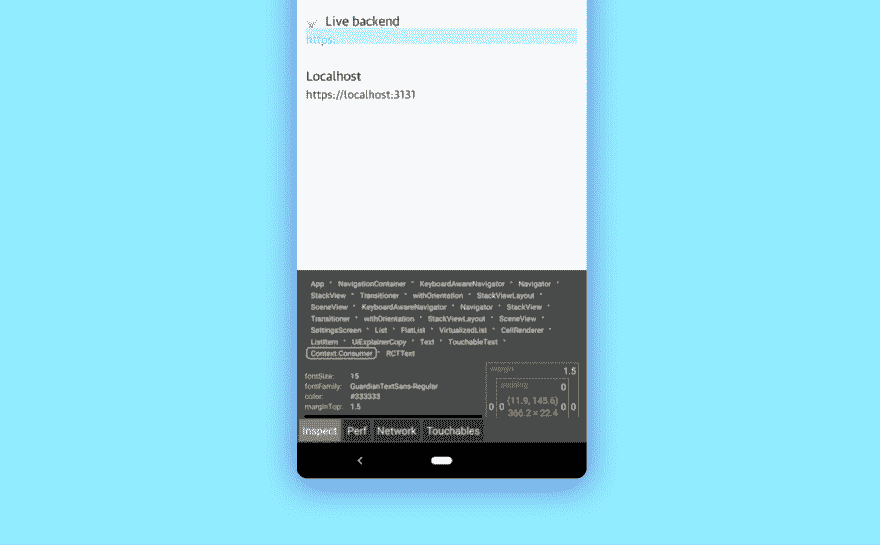 Live backend
https:
Localhost
https://localhost:3131
App NavigationContainer KeyboardAwareNavigator Navigator
StackView Transitioner withOrientation StackViewLayout
SceneView KeyboardAwareNavigator Navigator StackView
Transitioner withOrientation StackViewLayout SceneView
SettingsScreen List FlatList VirtualizedList CellRenderer
ListItem UiExplainerCopy Text TouchableText
Context.Consumer RCTText
margin 1.5
fontSize: 15
fontFamily: GuardianTextSans-Regular
color: #333333
marginTop: 1.5
padding 0
0 0 (11.9, 145.6) 0 0
366.2 × 22.4
Inspect Perf Network Touchables